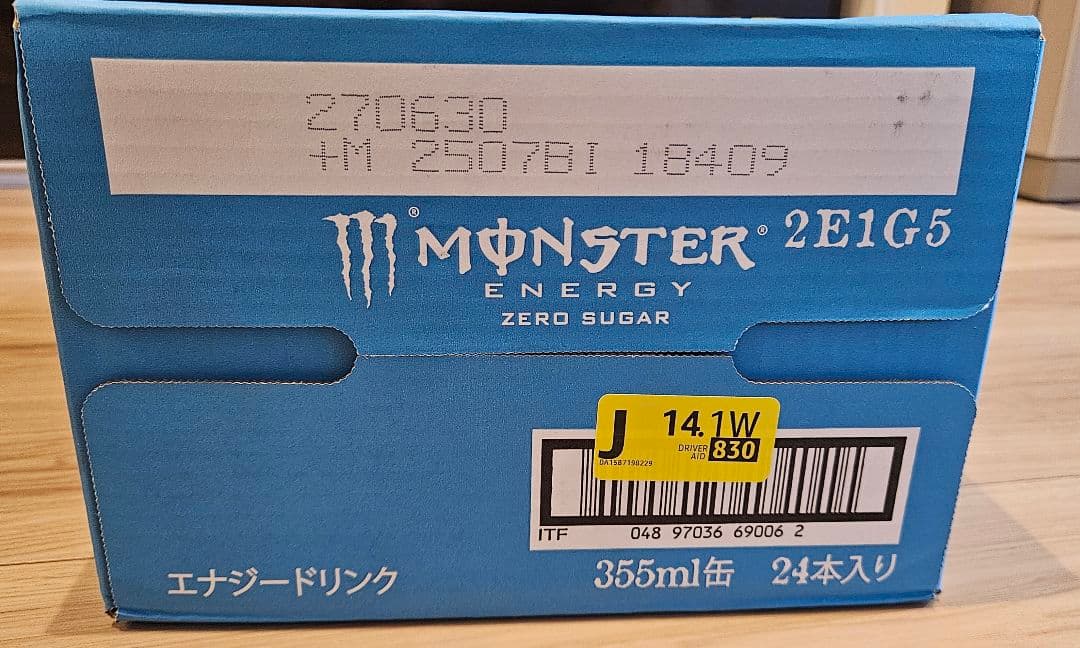 270630
+M 2507BI 18409
MONSTER® 2E1G5
ENERGY
ZERO SUGAR
J 14.1W
DRIVER AID 830
DA15B7198229
ITF 048 97036 69006 2
エナジードリンク 355ml缶 24本入り